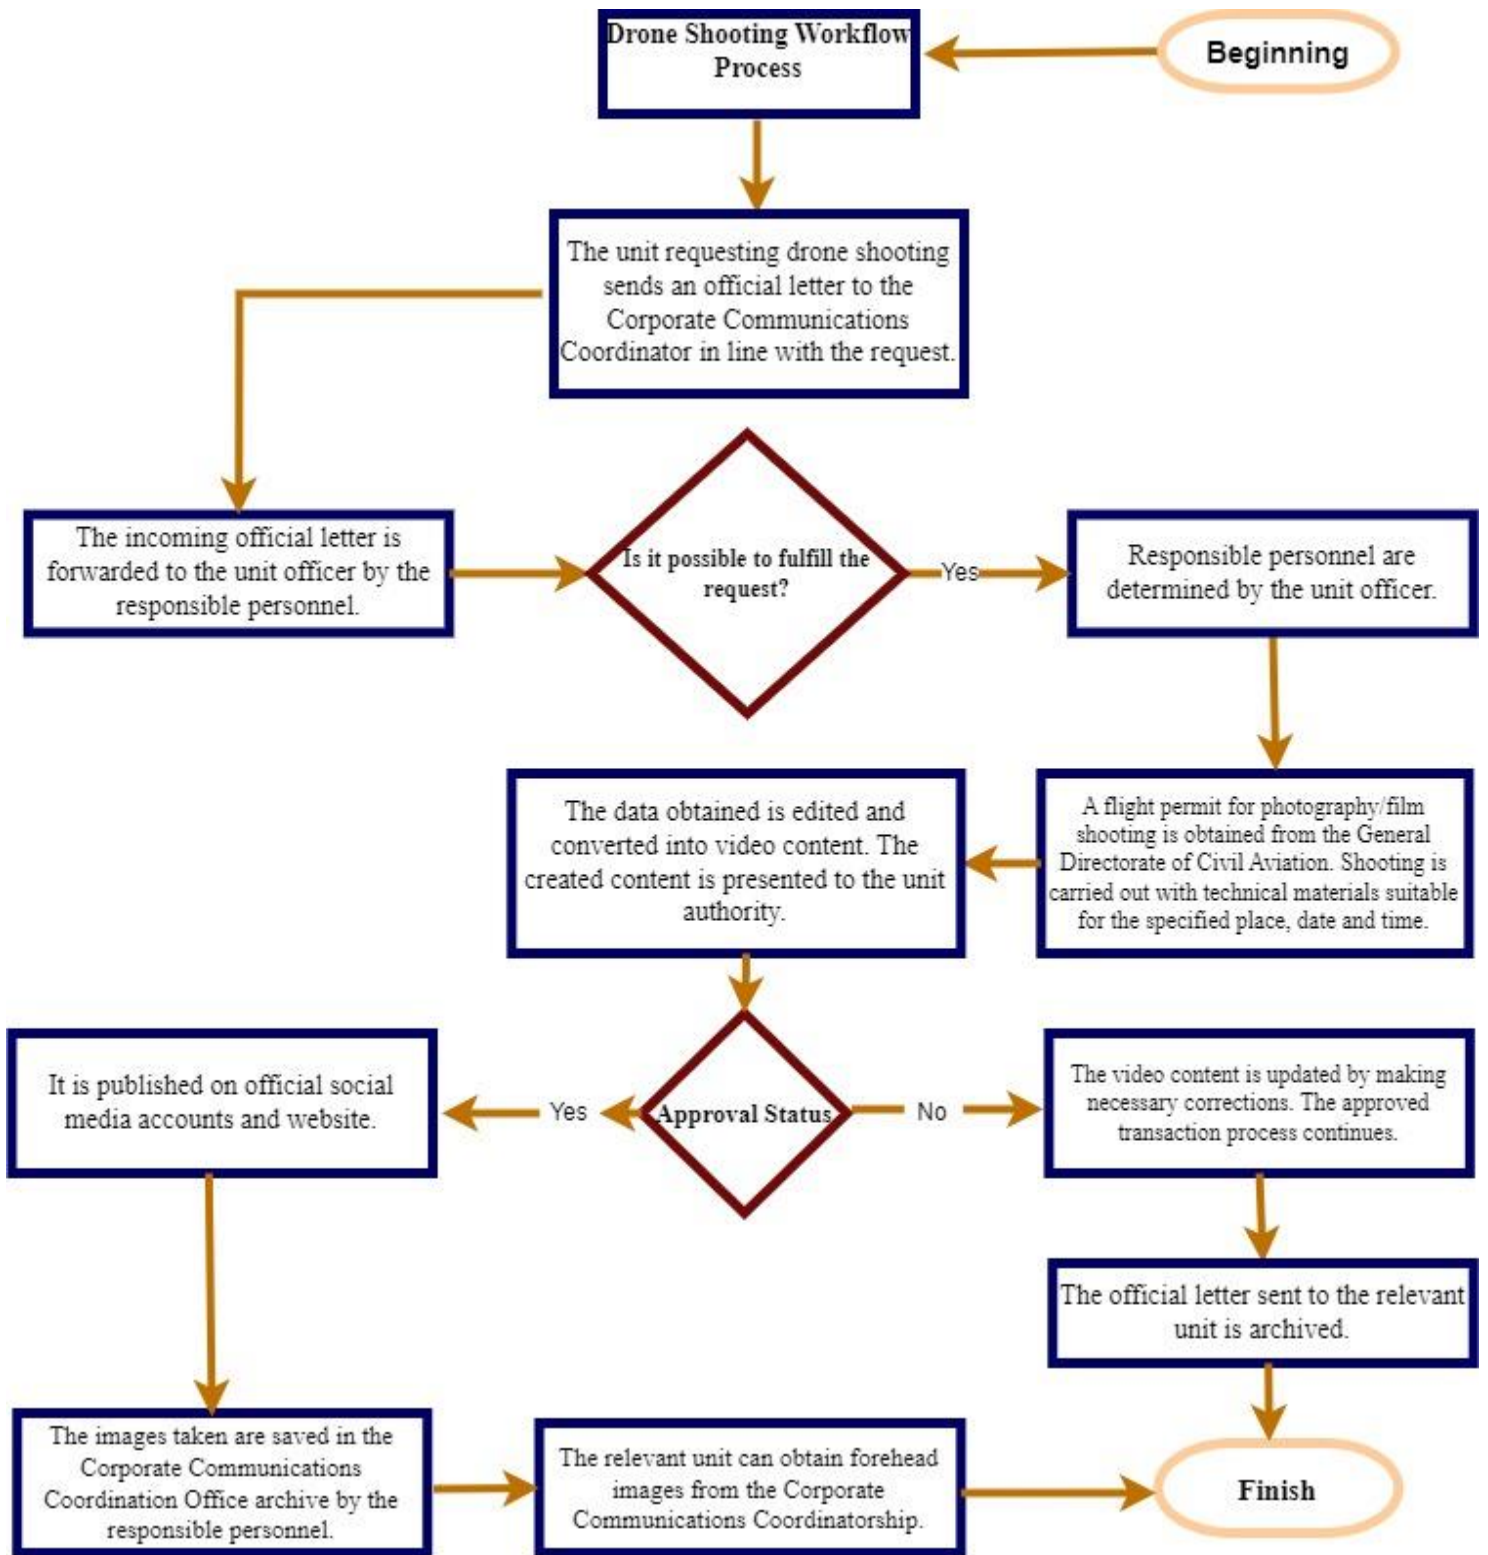 Drone Shooting Workflow
Process
Beginning
The unit requesting drone shooting
sends an official letter to the
Corporate Communications
Coordinator in line with the request.
The incoming official letter is
forwarded to the unit officer by the
responsible personnel.
Is it possible to fulfill the
request?
Yes
Responsible personnel are
determined by the unit officer.
A flight permit for photography/film
shooting is obtained from the General
Directorate of Civil Aviation. Shooting is
carried out with technical materials suitable
for the specified place, date and time.
The data obtained is edited and
converted into video content. The
created content is presented to the unit
authority.
Approval Status
Yes
No
It is published on official social
media accounts and website.
The video content is updated by making
necessary corrections. The approved
transaction process continues.
The official letter sent to the relevant
unit is archived.
The images taken are saved in the
Corporate Communications
Coordination Office archive by the
responsible personnel.
The relevant unit can obtain forehead
images from the Corporate
Communications Coordinatorship.
Finish